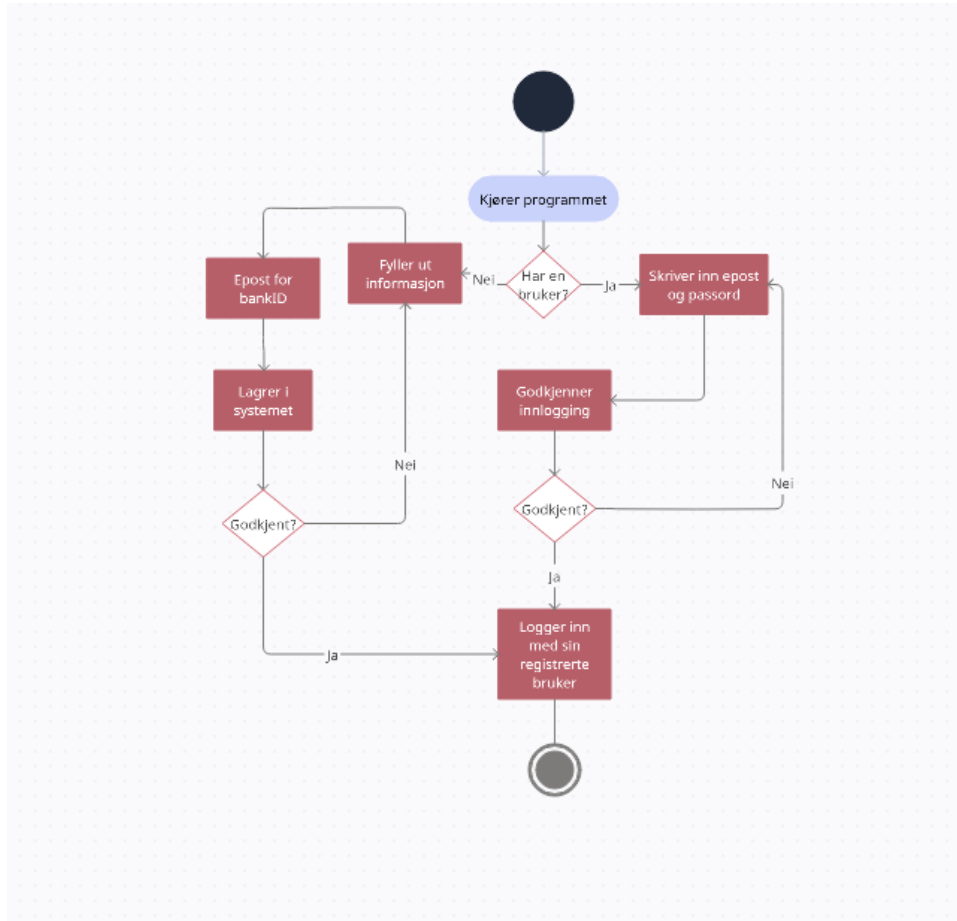 Kjører programmet
Har en
bruker?
Nei
Ja
Fyller ut
informasjon
Epost for
bankID
Skriver inn epost
og passord
Lagrer i
systemet
Godkjenner
innlogging
Nei
Nei
Godkjent?
Godkjent?
Ja
Ja
Logger inn
med sin
registrerte
bruker